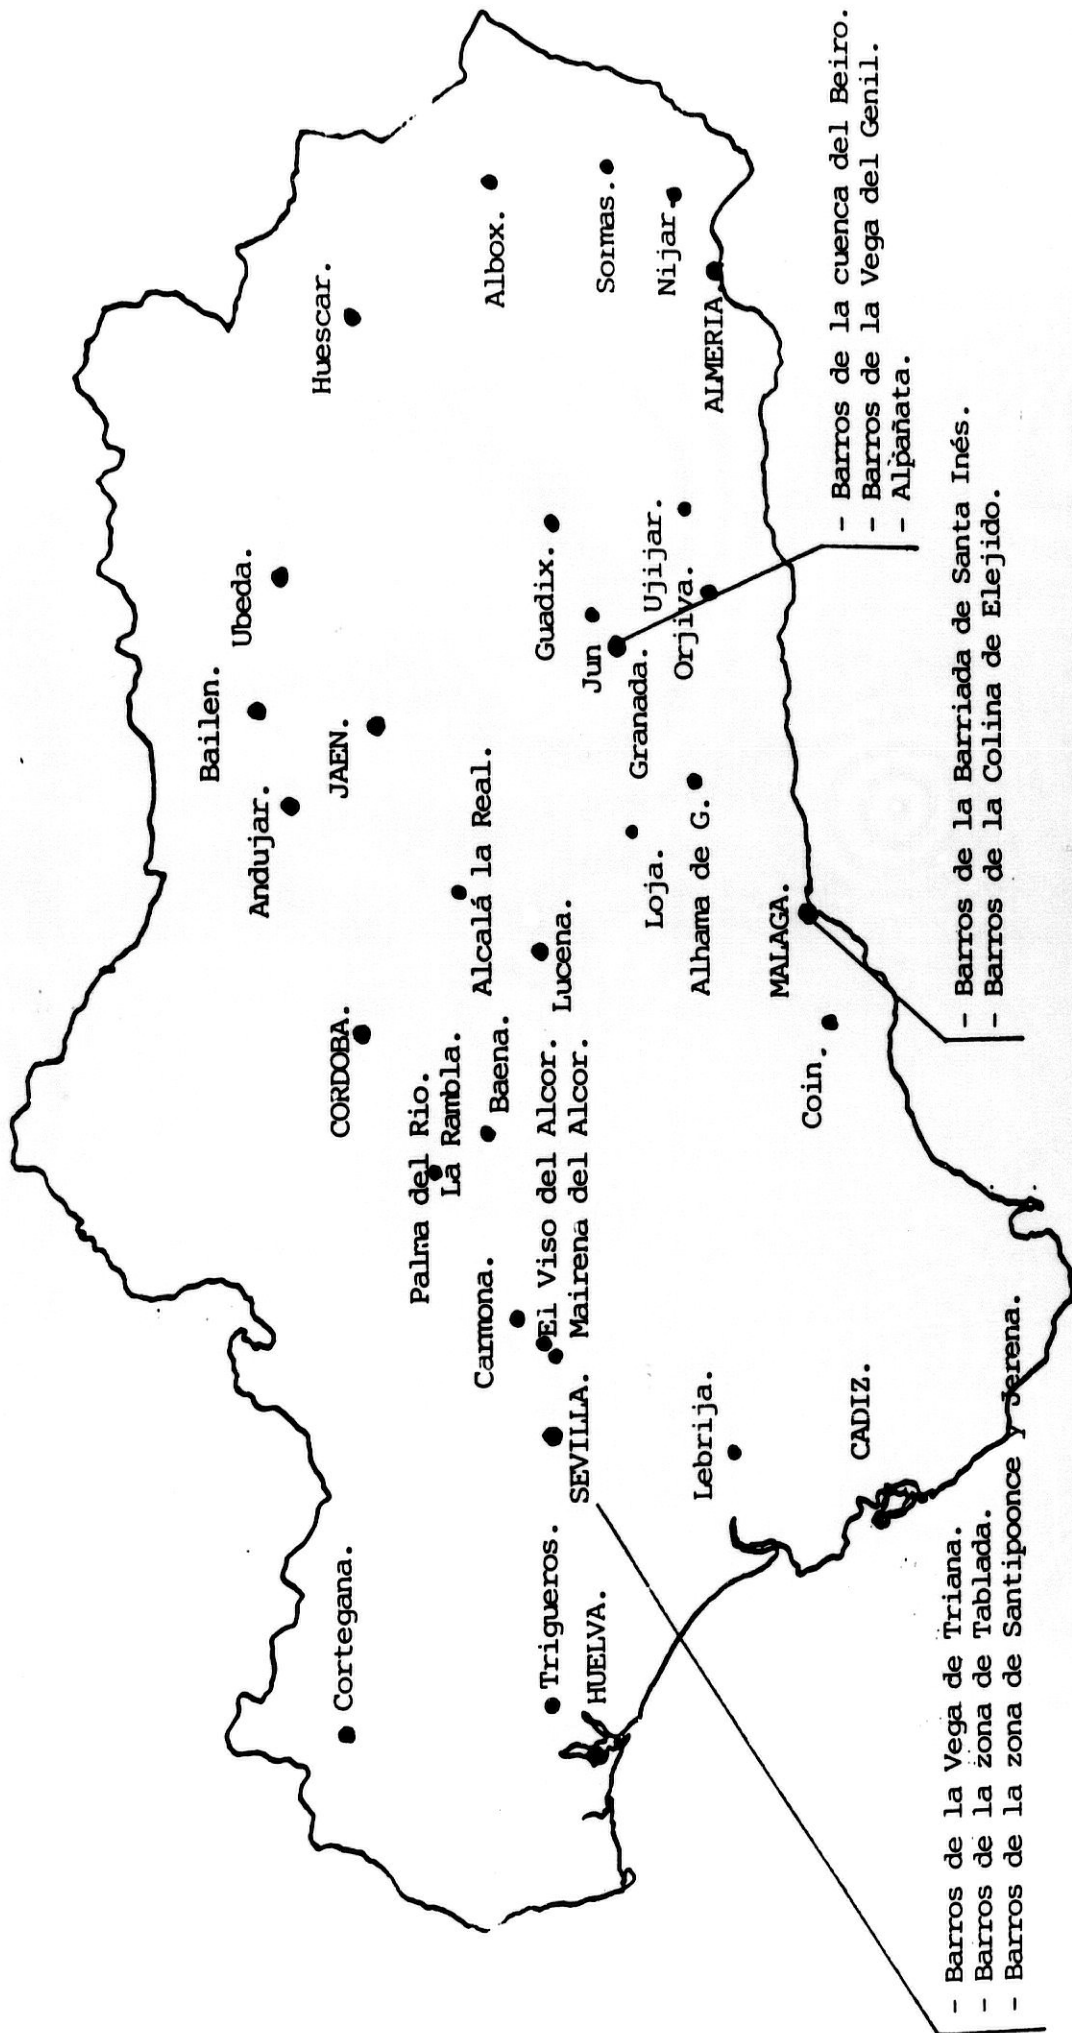 Huescar.
Bailen.
Ubeda.
Andujar.
JAEN.
Cortegana.
CORDOBA.
Palma del Rio.
La Rambla.
Alcalá la Real.
Albox.
Carmona.
Baena.
El Viso del Alcor.
Lucena.
Guadix.
Trigueros.
SEVILLA.
Mairena del Alcor.
Jun
Sormas.
HUELVA.
Granada.
Loja.
Ujijar.
Nijar.
Orjiva.
Alhama de G.
ALMERIA.
Lebrija.
MALAGA.
Coin.
CADIZ.
- Barros de la cuenca del Beiro.
- Barros de la Vega del Genil.
- Alpañata.
- Barros de la Barriada de Santa Inés.
- Barros de la Colina de Elejido.
- Barros de la Vega de Triana.
- Barros de la zona de Tablada.
- Barros de la zona de Santipoonce y Jerena.